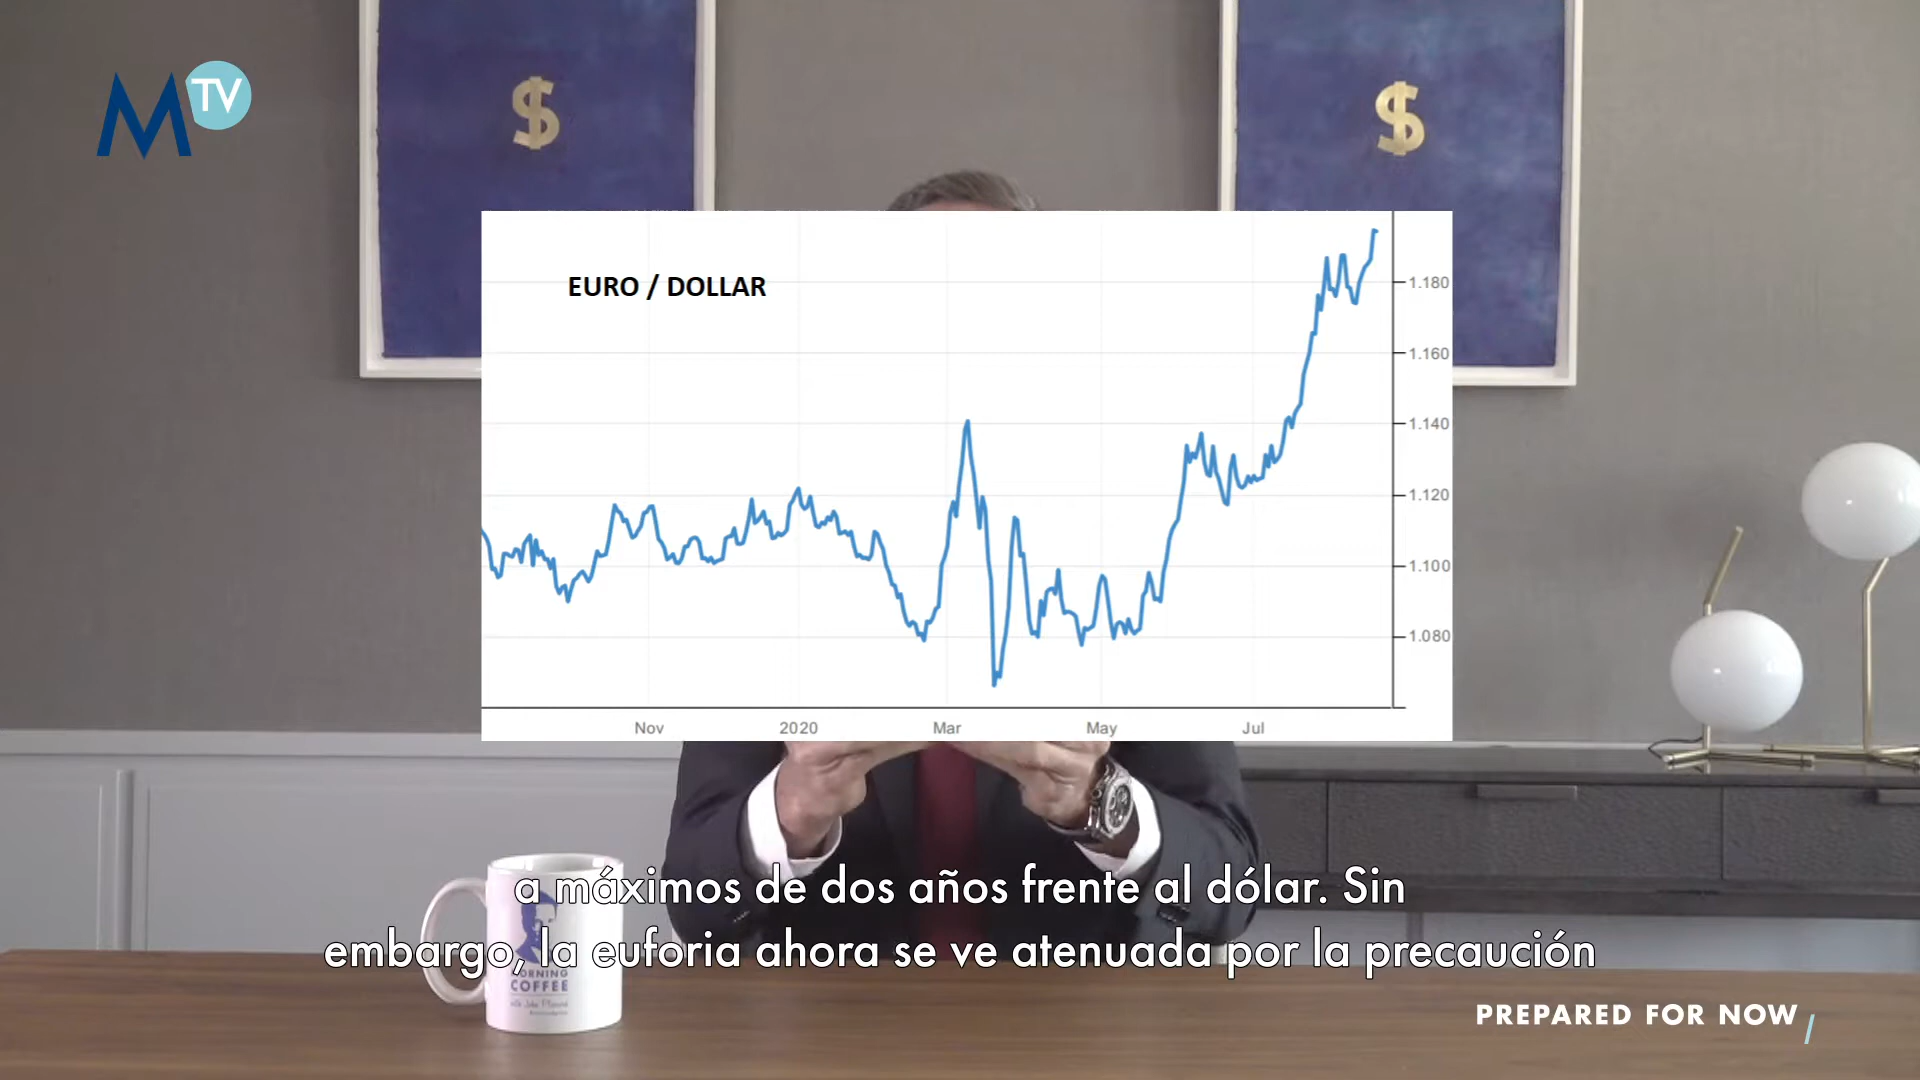 M TV
$ $
EURO / DOLLAR
1.180
1.160
1.140
1.120
1.100
1.080
Nov 2020 Mar May Jul
a máximos de dos años frente al dólar. Sin
embargo, la euforia ahora se ve atenuada por la precaución
MORNING
COFFEE
PREPARED FOR NOW /